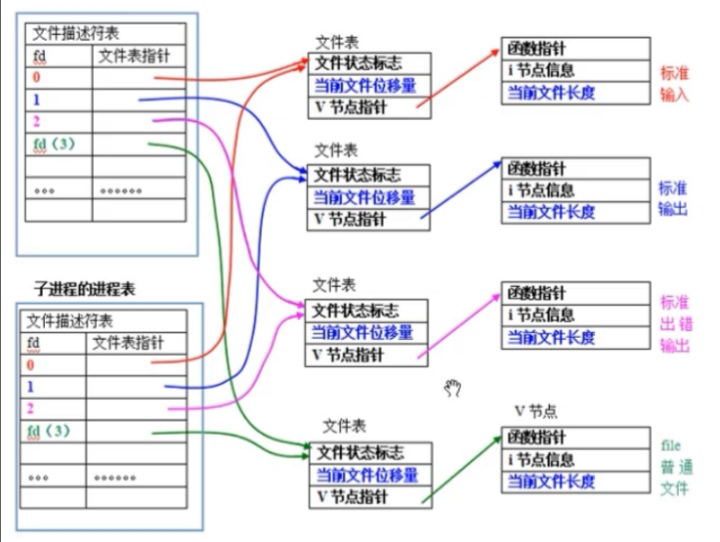 文件描述符表
fd 文件表指针
0
1
2
fd（3）
。。。 。。。。。。
子进程的进程表
文件描述符表
fd 文件表指针
0
1
2
fd（3）
。。。 。。。。。。
文件表
文件状态标志
当前文件位移量
V 节点指针
文件表
文件状态标志
当前文件位移量
V 节点指针
文件表
文件状态标志
当前文件位移量
V 节点指针
文件表
文件状态标志
当前文件位移量
V 节点指针
函数指针
i 节点信息
当前文件长度
标准
输入
函数指针
i 节点信息
当前文件长度
标准
输出
函数指针
i 节点信息
当前文件长度
标准
出错
输出
V 节点
函数指针
i 节点信息
当前文件长度
file
普通
文件